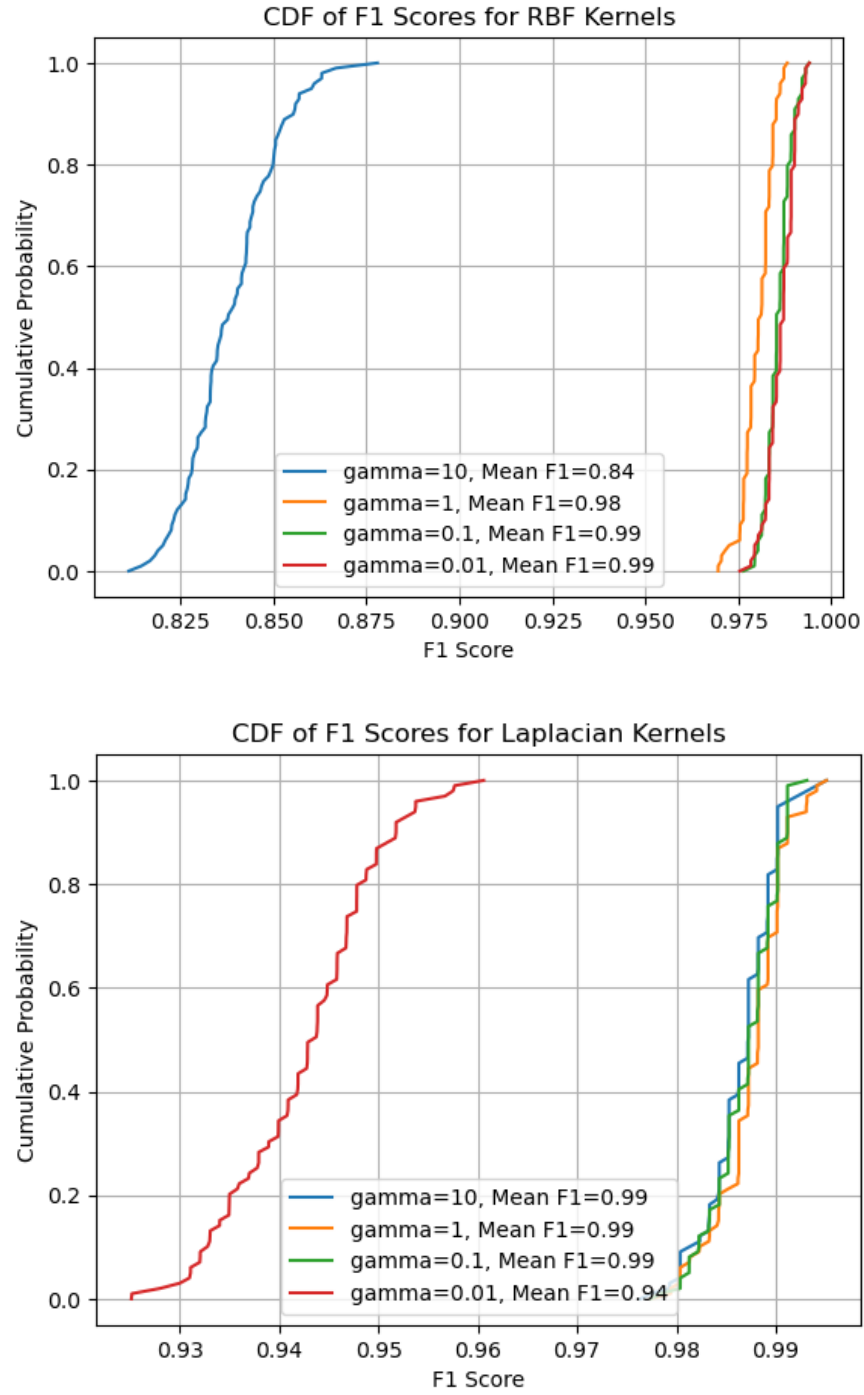 CDF of F1 Scores for RBF Kernels
1.0
0.8
0.6
0.4
0.2
0.0
Cumulative Probability
gamma=10, Mean F1=0.84
gamma=1, Mean F1=0.98
gamma=0.1, Mean F1=0.99
gamma=0.01, Mean F1=0.99
0.825 0.850 0.875 0.900 0.925 0.950 0.975 1.000
F1 Score
CDF of F1 Scores for Laplacian Kernels
1.0
0.8
0.6
0.4
0.2
0.0
Cumulative Probability
gamma=10, Mean F1=0.99
gamma=1, Mean F1=0.99
gamma=0.1, Mean F1=0.99
gamma=0.01, Mean F1=0.94
0.93 0.94 0.95 0.96 0.97 0.98 0.99
F1 Score